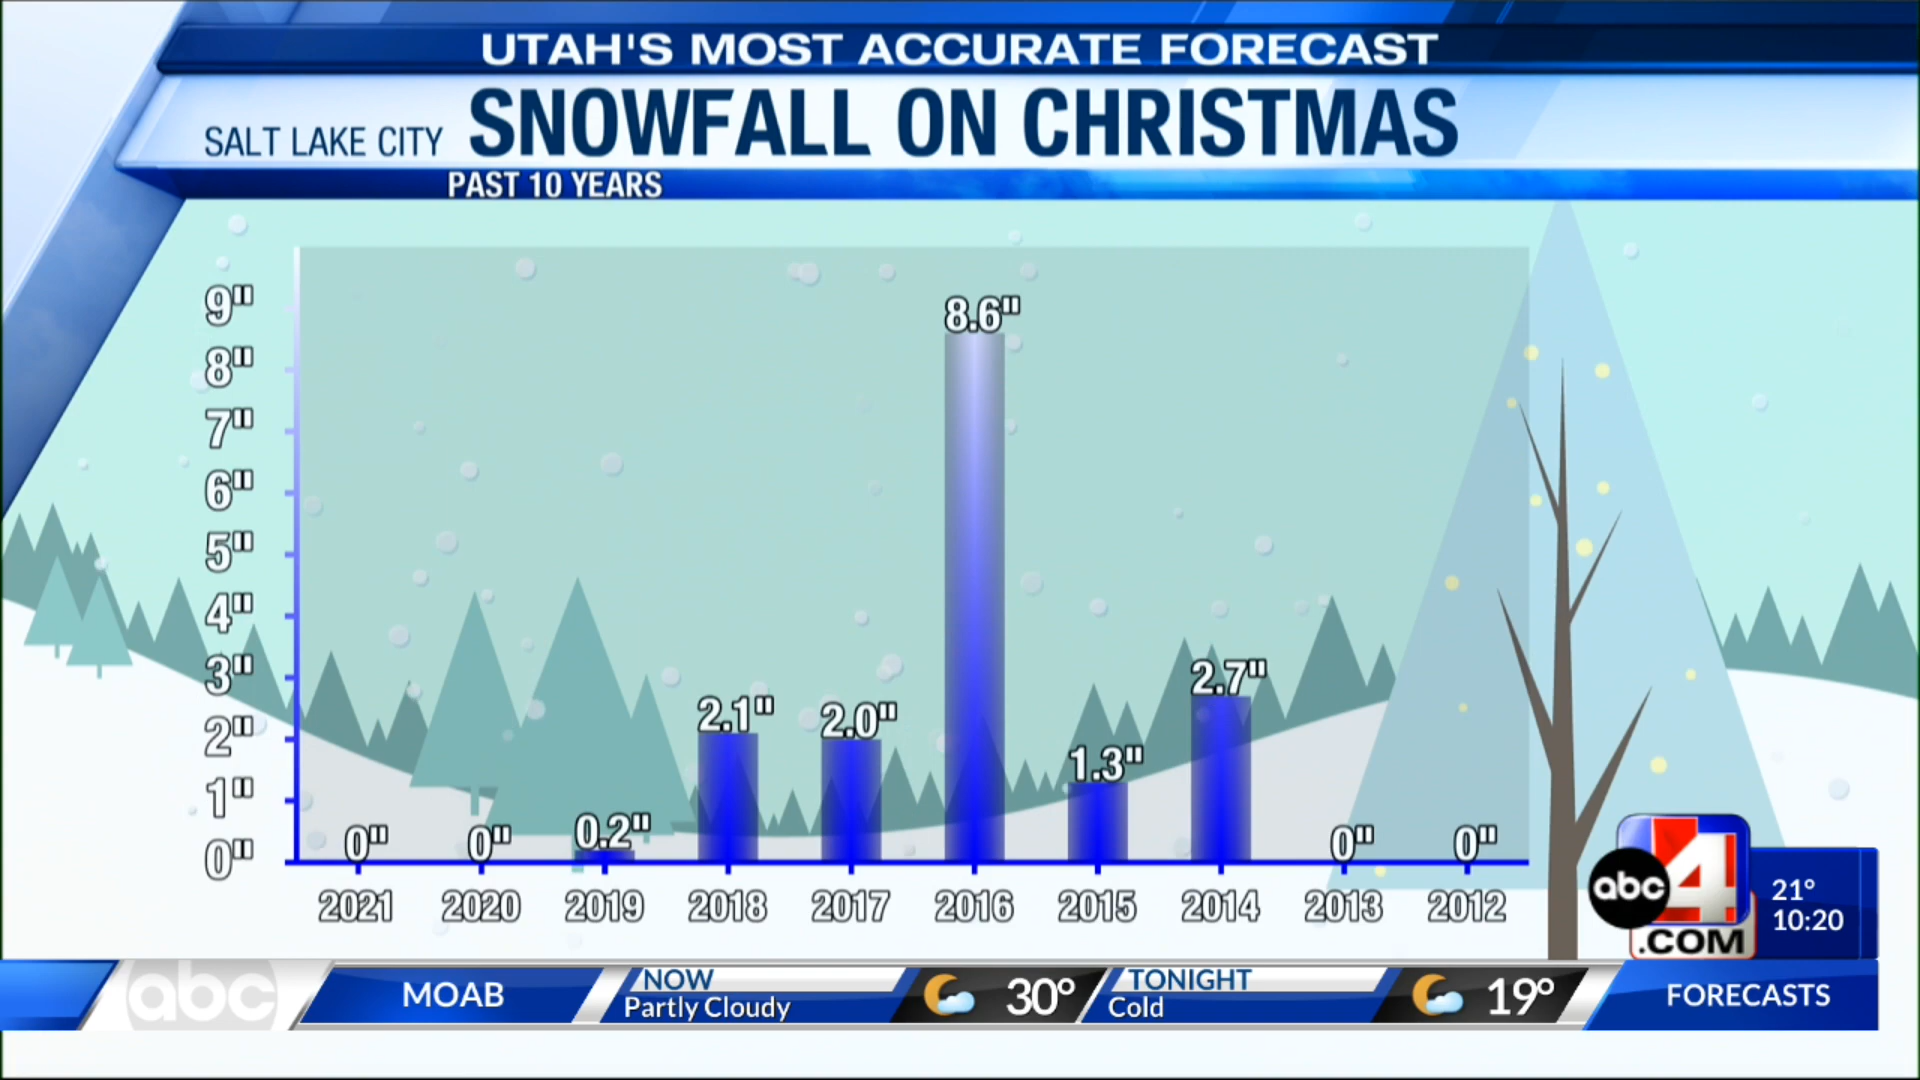 UTAH'S MOST ACCURATE FORECAST
SALT LAKE CITY SNOWFALL ON CHRISTMAS
PAST 10 YEARS
9"
8"
7"
6"
5"
4"
3"
2"
1"
0"
0"
0"
0.2"
2.1"
2.0"
8.6"
1.3"
2.7"
0"
0"
2021 2020 2019 2018 2017 2016 2015 2014 2013 2012
abc 4
.COM
21°
10:20
abc
MOAB
NOW
Partly Cloudy
30°
TONIGHT
Cold
19°
FORECASTS